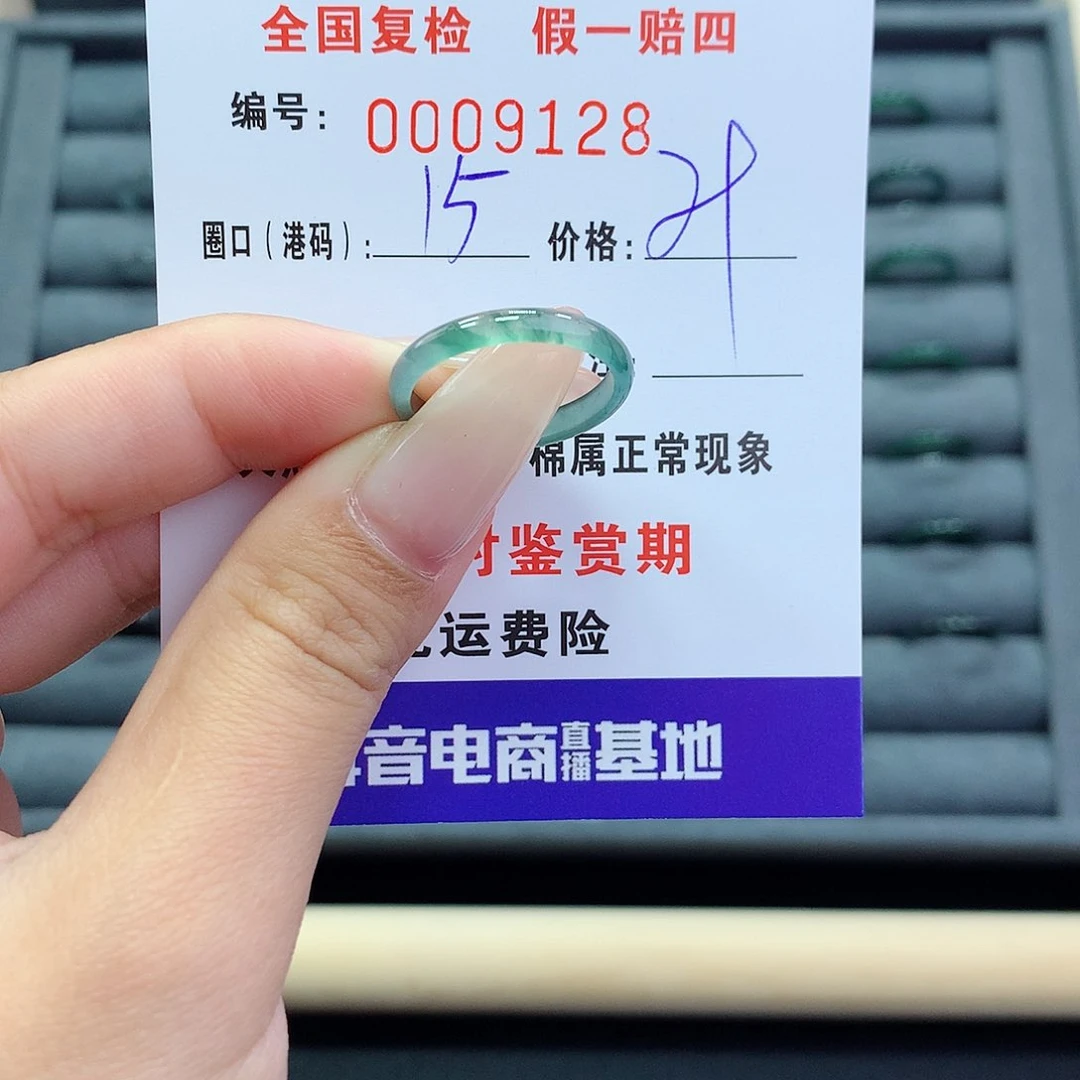 全国复检 假一赔四
编号: 0009128
圈口(港码): 15 价格:
棉属正常现象
鉴赏期
运费险
音电商直播基地